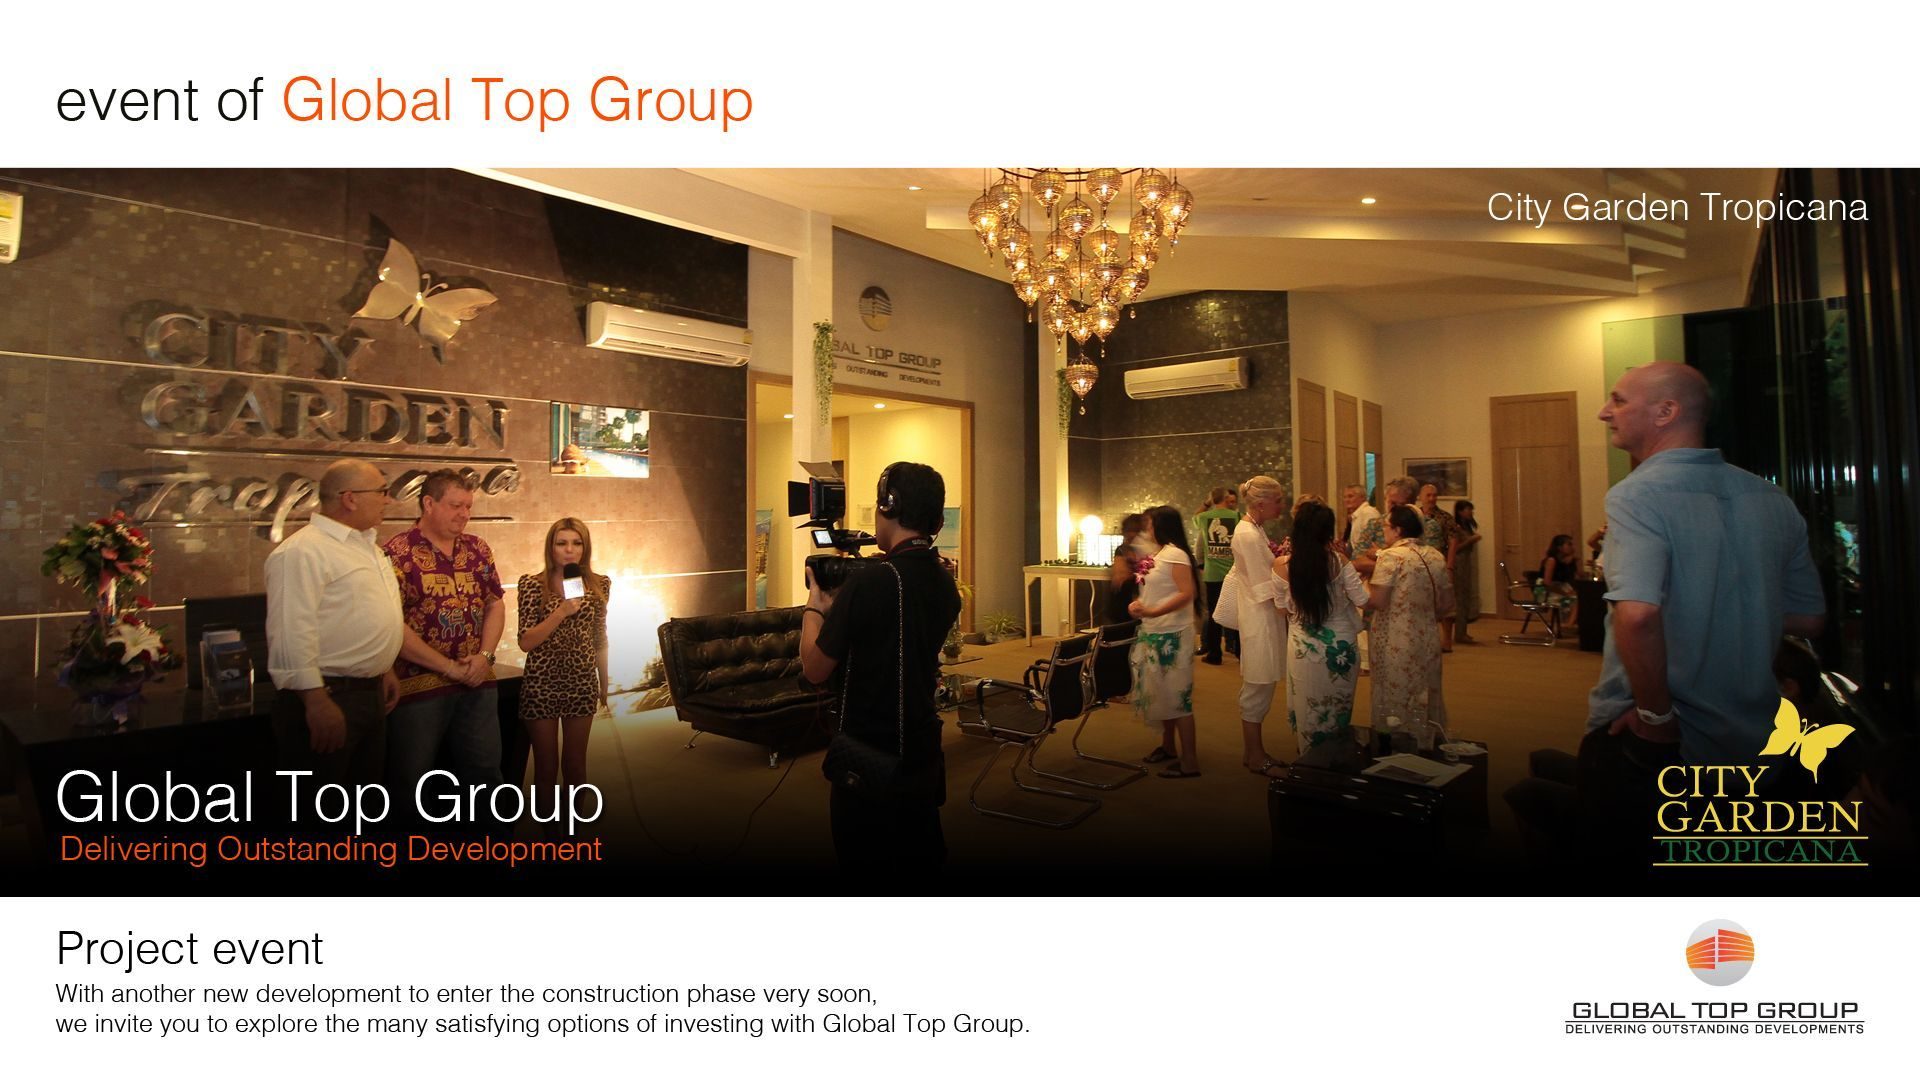 event of Global Top Group
City Garden Tropicana
CITY
GARDEN
Tropicana
TOP GROUP
OUTSTANDING DEVELOPMENTS
Global Top Group
Delivering Outstanding Development
CITY
GARDEN
TROPICANA
Project event
With another new development to enter the construction phase very soon,
we invite you to explore the many satisfying options of investing with Global Top Group.
GLOBAL TOP GROUP
DELIVERING OUTSTANDING DEVELOPMENTS